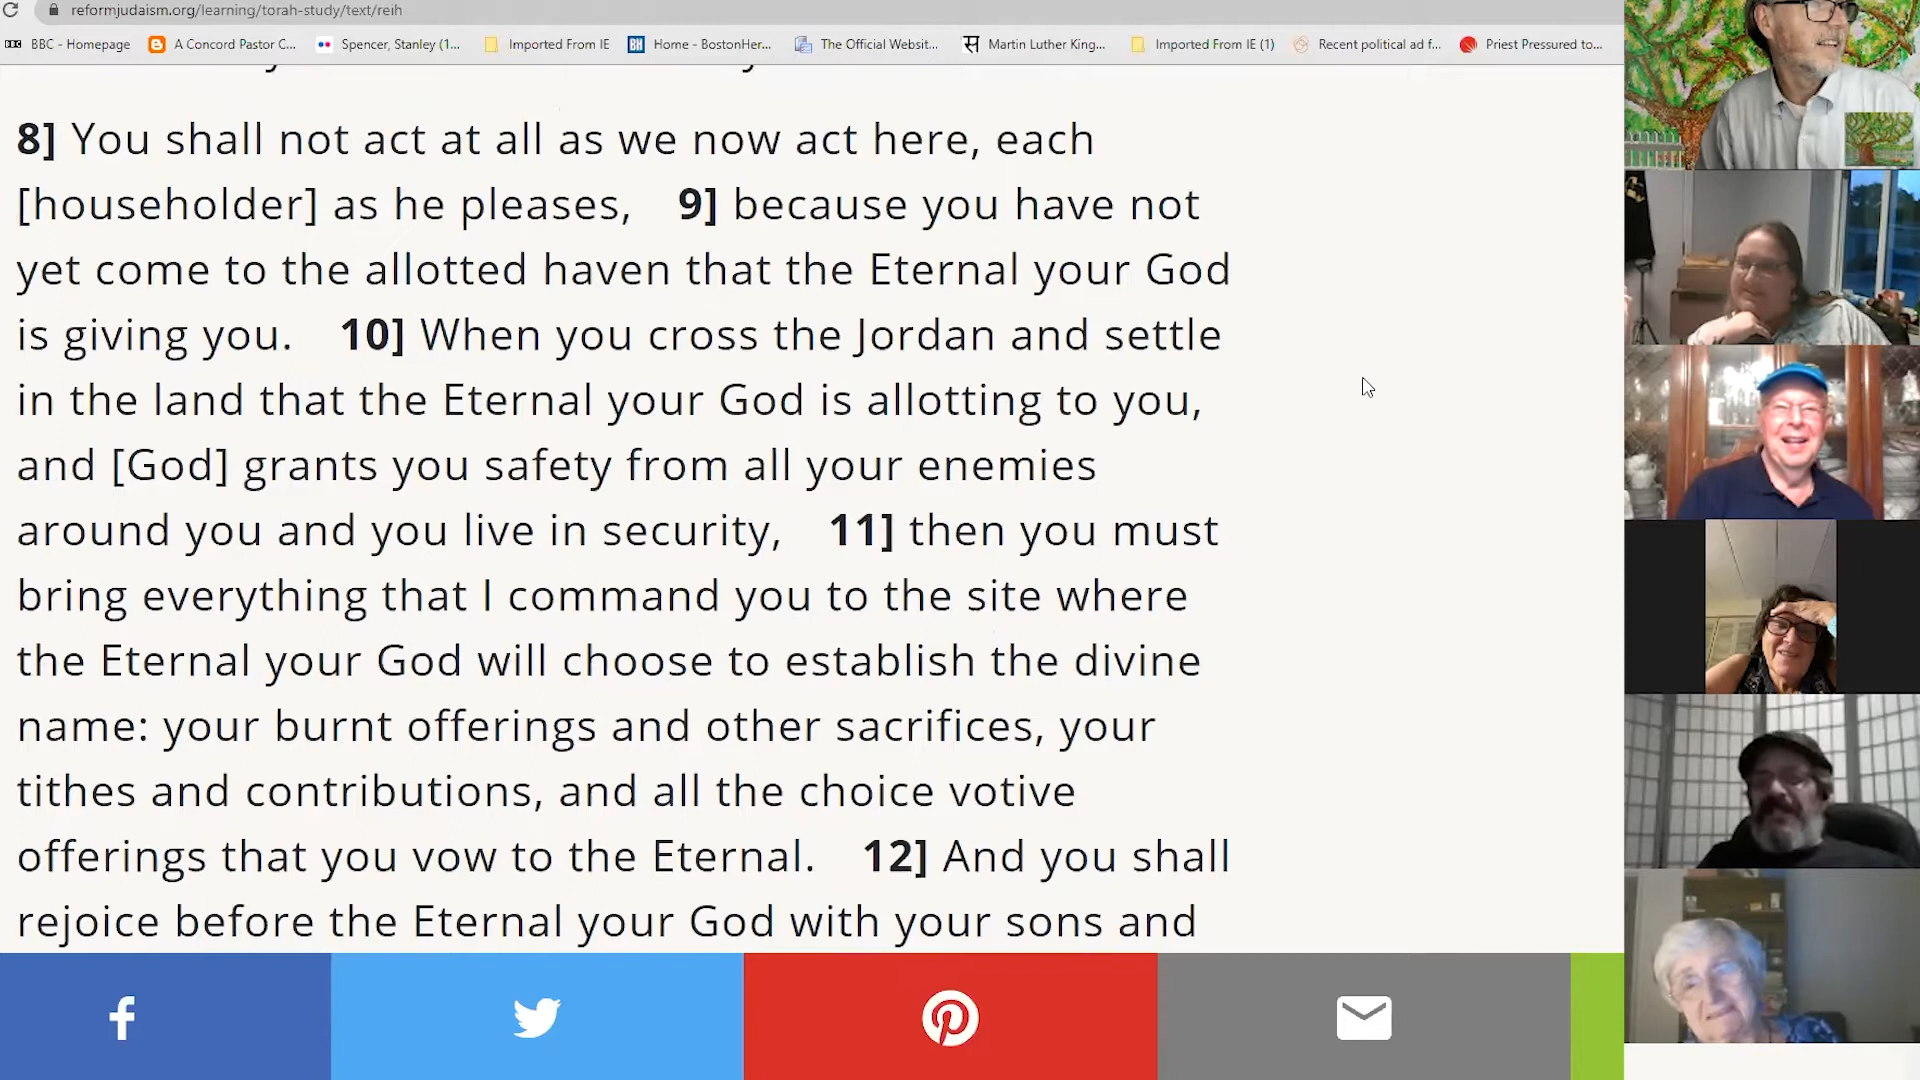 reformjudaism.org/learning/torah-study/text/reih
BBC - Homepage
A Concord Pastor C...
Spencer, Stanley (1...
Imported From IE
BH Home - BostonHer...
The Official Websit...
Martin Luther King...
Imported From IE (1)
Recent political ad f...
Priest Pressured to...
8] You shall not act at all as we now act here, each
[householder] as he pleases, 9] because you have not
yet come to the allotted haven that the Eternal your God
is giving you. 10] When you cross the Jordan and settle
in the land that the Eternal your God is allotting to you,
and [God] grants you safety from all your enemies
around you and you live in security, 11] then you must
bring everything that I command you to the site where
the Eternal your God will choose to establish the divine
name: your burnt offerings and other sacrifices, your
tithes and contributions, and all the choice votive
offerings that you vow to the Eternal. 12] And you shall
rejoice before the Eternal your God with your sons and